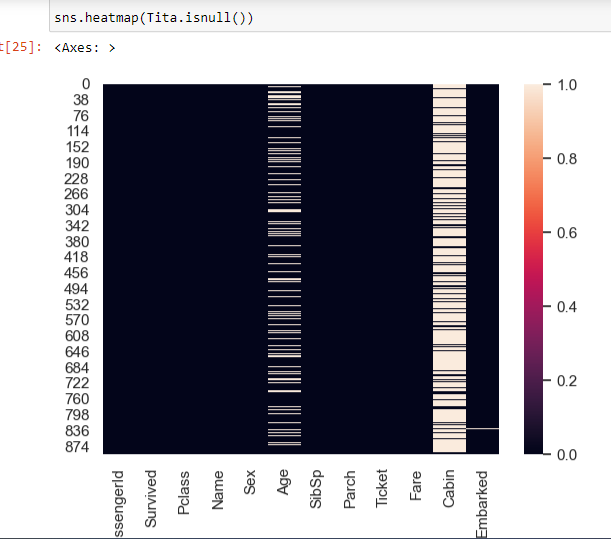 sns.heatmap(Tita.isnull())
t[25]: <Axes: >
0
38
76
114
152
190
228
266
304
342
380
418
456
494
532
570
608
646
684
722
760
798
836
874
1.0
0.8
0.6
0.4
0.2
0.0
ssengerId
Survived
Pclass
Name
Sex
Age
SibSp
Parch
Ticket
Fare
Cabin
Embarked